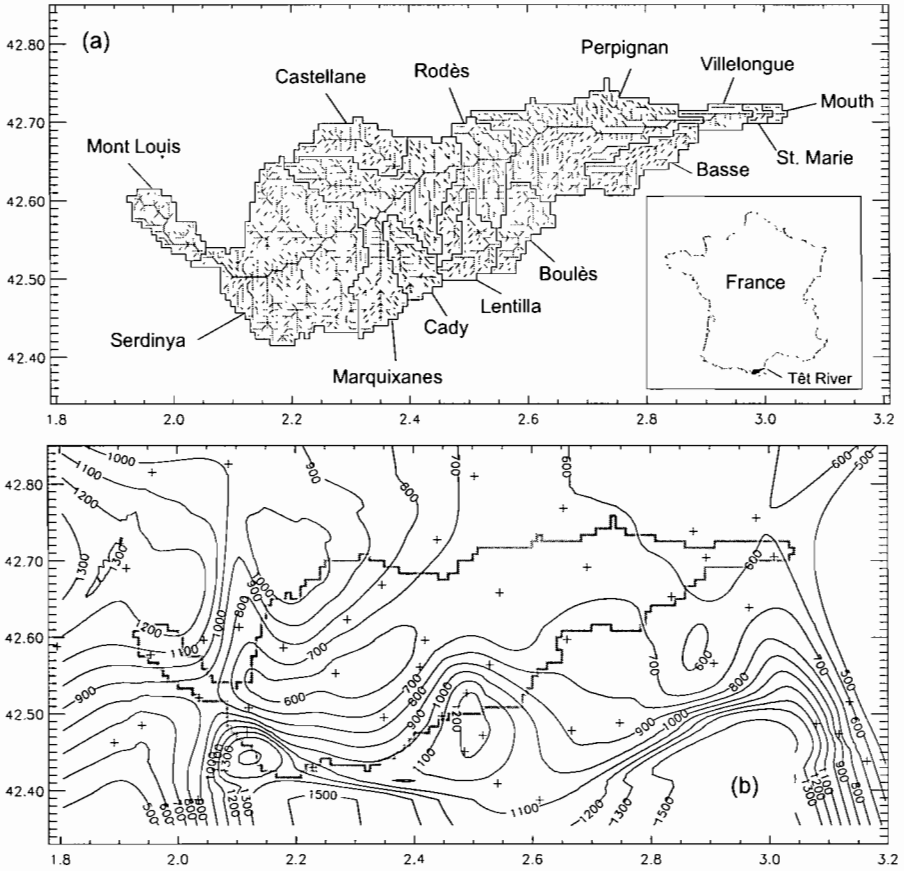 (a)
42.80
42.70
42.60
42.50
42.40
Mont Louis
Castellane
Rodès
Perpignan
Villelongue
Mouth
St. Marie
Basse
Boulès
Lentilla
Cady
Marquixanes
Serdinya
France
Têt River
1.8 2.0 2.2 2.4 2.6 2.8 3.0 3.2
(b)
42.80
42.70
42.60
42.50
42.40
1000 900 700 600 600 500
1100 800
1200
1300 1300
1000
900
1200 1000 800 600
1100 700 700 600
900 600 700 800 700 500
800
900 1000 200 900 1000
1300 1100
500 600 700 800 1200 1300 1500 1100 1200 1300 1500
1.8 2.0 2.2 2.4 2.6 2.8 3.0 3.2